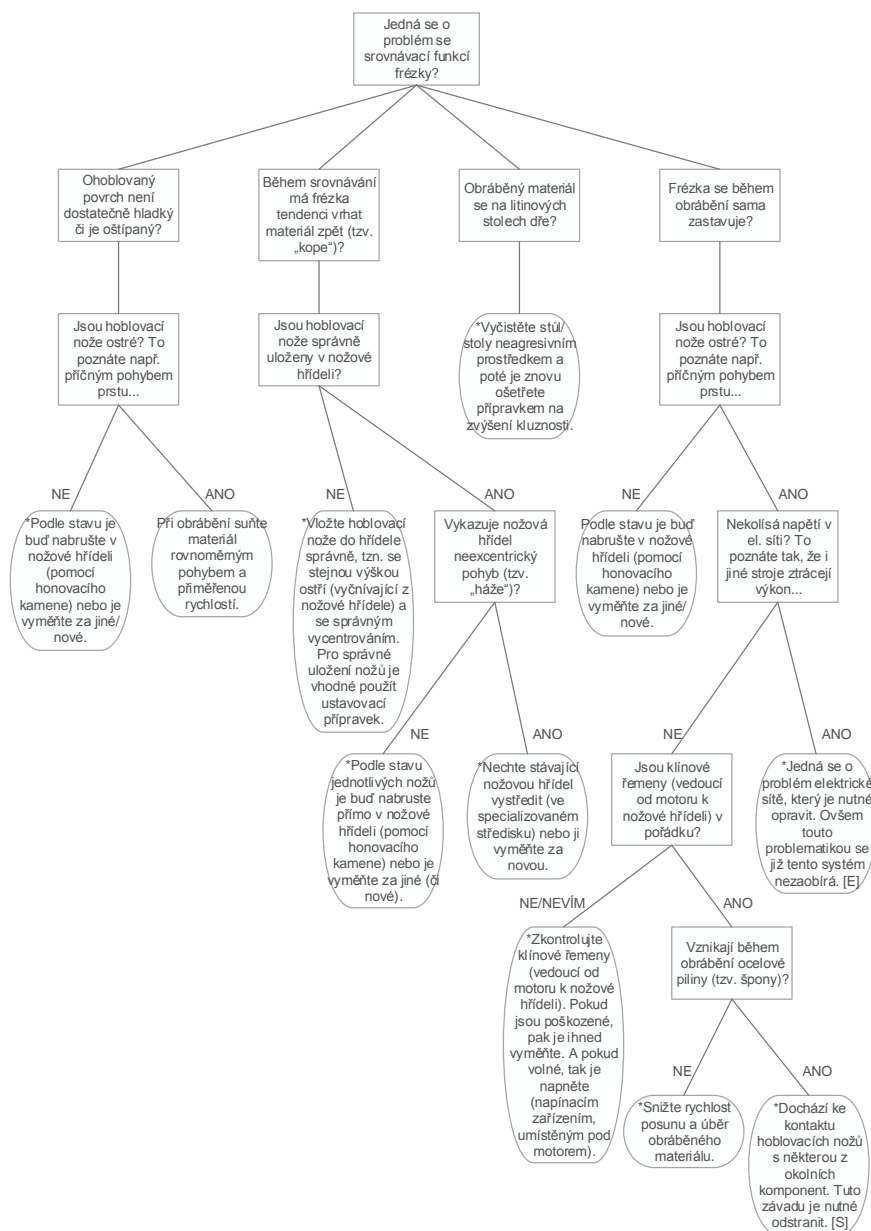 Jedná se o
problém se
srovnávací funkcí
frézky?
Ohoblovaný
povrch není
dostatečně hladký
či je oštípaný?
Během srovnávání
má frézka
tendenci vrhat
materiál zpět (tzv.
„kope“)?
Obráběný materiál
se na litinových
stolech dře?
Frézka se během
obrábění sama
zastavuje?
Jsou hoblovací
nože ostré? To
poznáte např.
příčným pohybem
prstu...
Jsou hoblovací
nože správně
uloženy v nožové
hřídeli?
*Vyčistěte stůl/
stoly neagresivním
prostředkem a
poté je znovu
ošetřete
přípravkem na
zvýšení kluznosti.
Jsou hoblovací
nože ostré? To
poznáte např.
příčným pohybem
prstu...
NE
ANO
NE
ANO
NE
ANO
*Podle stavu je
buď nabrušte v
nožové hřídeli
(pomocí
honovacího
kamene) nebo je
vyměňte za jiné/
nové.
Při obrábění suňte
materiál
rovnoměrným
pohybem a
přiměřenou
rychlostí.
*Vložte hoblovací
nože do hřídele
správně, tzn. se
stejnou výškou
ostří (vyčnívající z
nožové hřídele) a
se správným
vycentrováním.
Pro správné
uložení nožů je
vhodné použít
ustavovací
přípravek.
Vykazuje nožová
hřídel
neexcentrický
pohyb (tzv.
„háže“)?
Podle stavu je buď
nabrušte v nožové
hřídeli (pomocí
honovacího
kamene) nebo je
vyměňte za jiné/
nové.
Nekolísá napětí v
el. síti? To
poznáte tak, že i
jiné stroje ztrácejí
výkon...
NE
ANO
NE
ANO
*Podle stavu
jednotlivých nožů
je buď nabruste
přímo v nožové
hřídeli (pomocí
honovacího
kamene) nebo je
vyměňte za jiné (či
nové).
*Nechte stávající
nožovou hřídel
vystředit (ve
specializovaném
středisku) nebo ji
vyměňte za
novou.
Jsou klínové
řemeny (vedoucí
od motoru k
nožové hřídeli) v
pořádku?
*Jedná se o
problém elektrické
sítě, který je nutné
opravit. Ovšem
touto
problematikou se
již tento systém
nezaobírá. [E]
NE/NEVÍM
ANO
*Zkontrolujte
klínové řemeny
(vedoucí od
motoru k nožové
hřídeli). Pokud
jsou poškozené,
pak je ihned
vyměňte. A pokud
volné, tak je
napněte
(napínacím
zařízením,
umístěným pod
motorem).
Vznikají během
obrábění ocelové
piliny (tzv. špony)?
NE
ANO
*Snižte rychlost
posunu a úběr
obráběného
materiálu.
*Dochází ke
kontaktu
hoblovacích nožů
s některou z
okolních
komponent. Tuto
závadu je nutné
odstranit. [S]